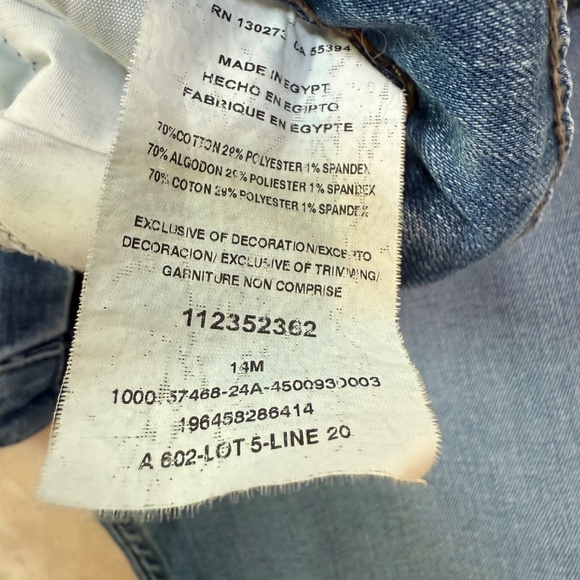 RN 130273 CA 55394
MADE IN EGYPT
HECHO EN EGIPTO
FABRIQUE EN EGYPTE
70%COTTON 29% POLYESTER 1% SPANDEX
70% ALGODON 29% POLIESTER 1% SPANDEX
70% COTON 29% POLYESTER 1% SPANDEX
EXCLUSIVE OF DECORATION/EXCEPTO
DECORACION/ EXCLUSIVE OF TRIMMING/
GARNITURE NON COMPRISE
112352362
14M
57468-24A-4500930003
196458286414
A 602-LOT 5-LINE 20